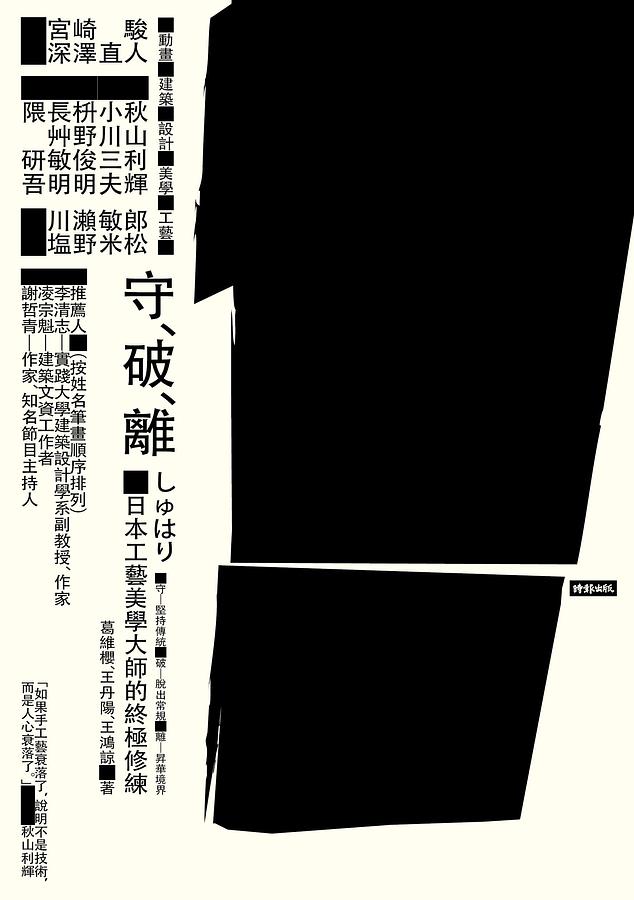 動畫■建築■設計■美學■工藝
宮崎 駿
深澤直人
秋山利輝
小川三夫
枡野俊明
長艸敏明
隈 研吾
川瀨敏郎
塩野米松
守、破、離
しゅはり
守—堅持傳統■破—脫出常規■離—昇華境界
日本工藝美學大師的終極修練
葛維櫻、王丹陽、王鴻諒■著
推薦人■(按姓名筆畫順序排列)
李清志—實踐大學建築設計學系副教授、作家
凌宗魁—建築文資工作者
謝哲青—作家、知名節目主持人
「如果手工藝衰落了,說明不是技術,
而是人心衰落了。」秋山利輝
時報出版